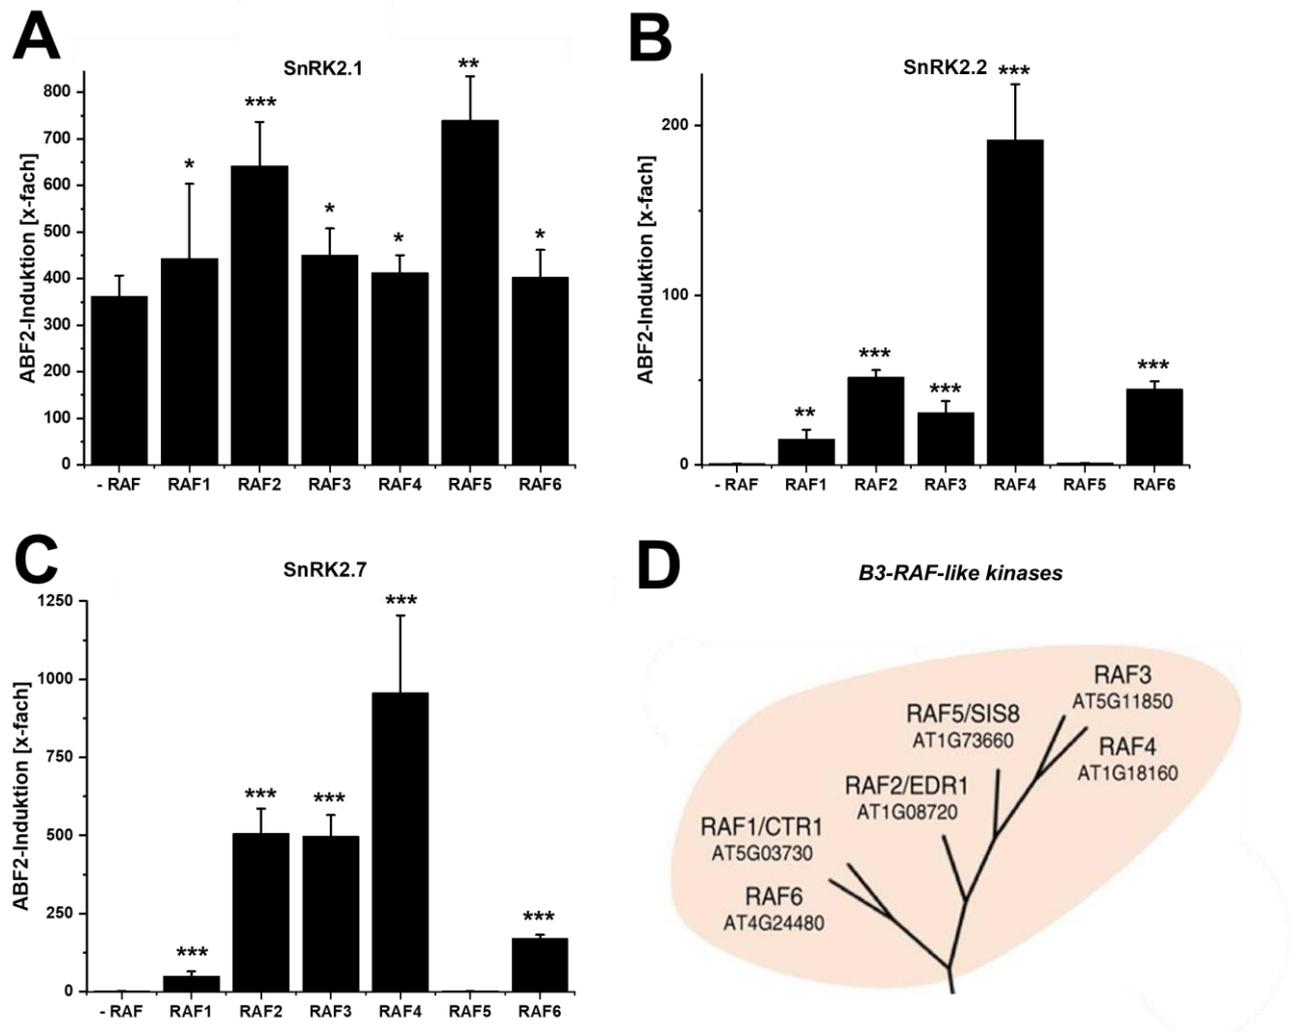 A
SnRK2.1
ABF2-Induktion [x-fach]
800
700
600
500
400
300
200
100
0
*
***
*
*
**
*
- RAF RAF1 RAF2 RAF3 RAF4 RAF5 RAF6
B
SnRK2.2
ABF2-Induktion [x-fach]
200
100
0
**
***
***
***
***
- RAF RAF1 RAF2 RAF3 RAF4 RAF5 RAF6
C
SnRK2.7
ABF2-Induktion [x-fach]
1250
1000
750
500
250
0
***
***
***
***
***
- RAF RAF1 RAF2 RAF3 RAF4 RAF5 RAF6
D
B3-RAF-like kinases
RAF3
AT5G11850
RAF5/SIS8
AT1G73660
RAF4
AT1G18160
RAF2/EDR1
AT1G08720
RAF1/CTR1
AT5G03730
RAF6
AT4G24480